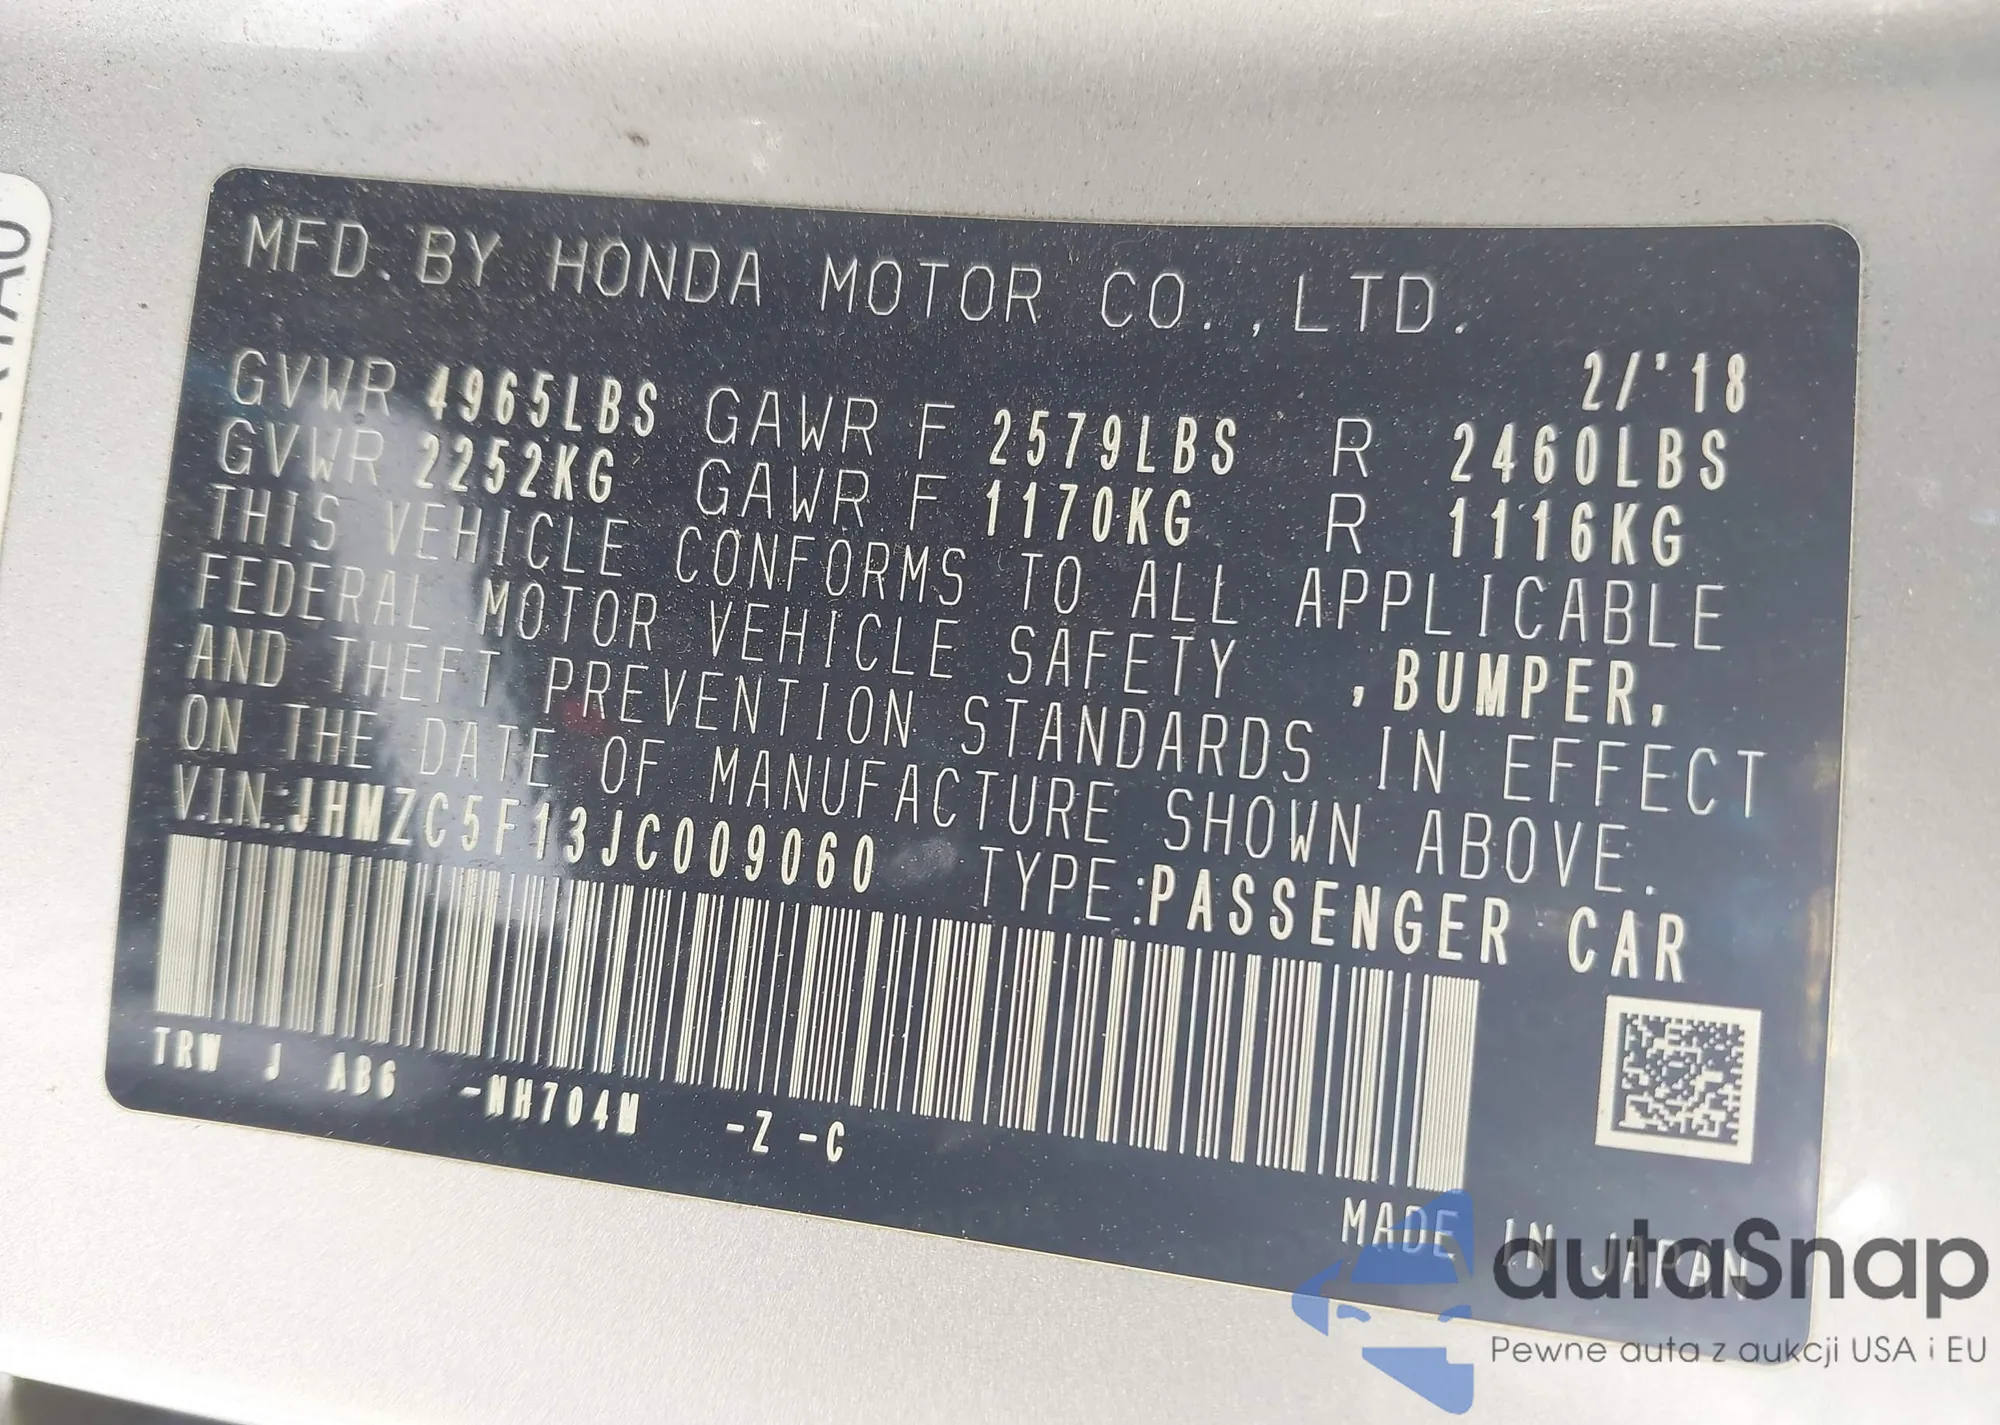 MFD. BY HONDA MOTOR CO., LTD.
2/'18
GVWR 4965LBS GAWR F 2579LBS R 2460LBS
GVWR 2252KG GAWR F 1170KG R 1116KG
THIS VEHICLE CONFORMS TO ALL APPLICABLE
FEDERAL MOTOR VEHICLE SAFETY ,BUMPER,
AND THEFT PREVENTION STANDARDS IN EFFECT
ON THE DATE OF MANUFACTURE SHOWN ABOVE.
V.I.N.:JHMZC5F13JC009060 TYPE:PASSENGER CAR
TRW J AB6 -NH704M -Z -C
MADE IN JAPAN
autaSnap
Pewne auta z aukcji USA i EU